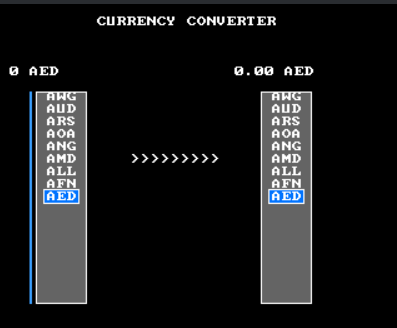 CURRENCY CONVERTER
0 AED
0.00 AED
AWG
AUD
ARS
AOA
ANG
AMD
ALL
AFN
AED
>>>>>>>>>
AWG
AUD
ARS
AOA
ANG
AMD
ALL
AFN
AED